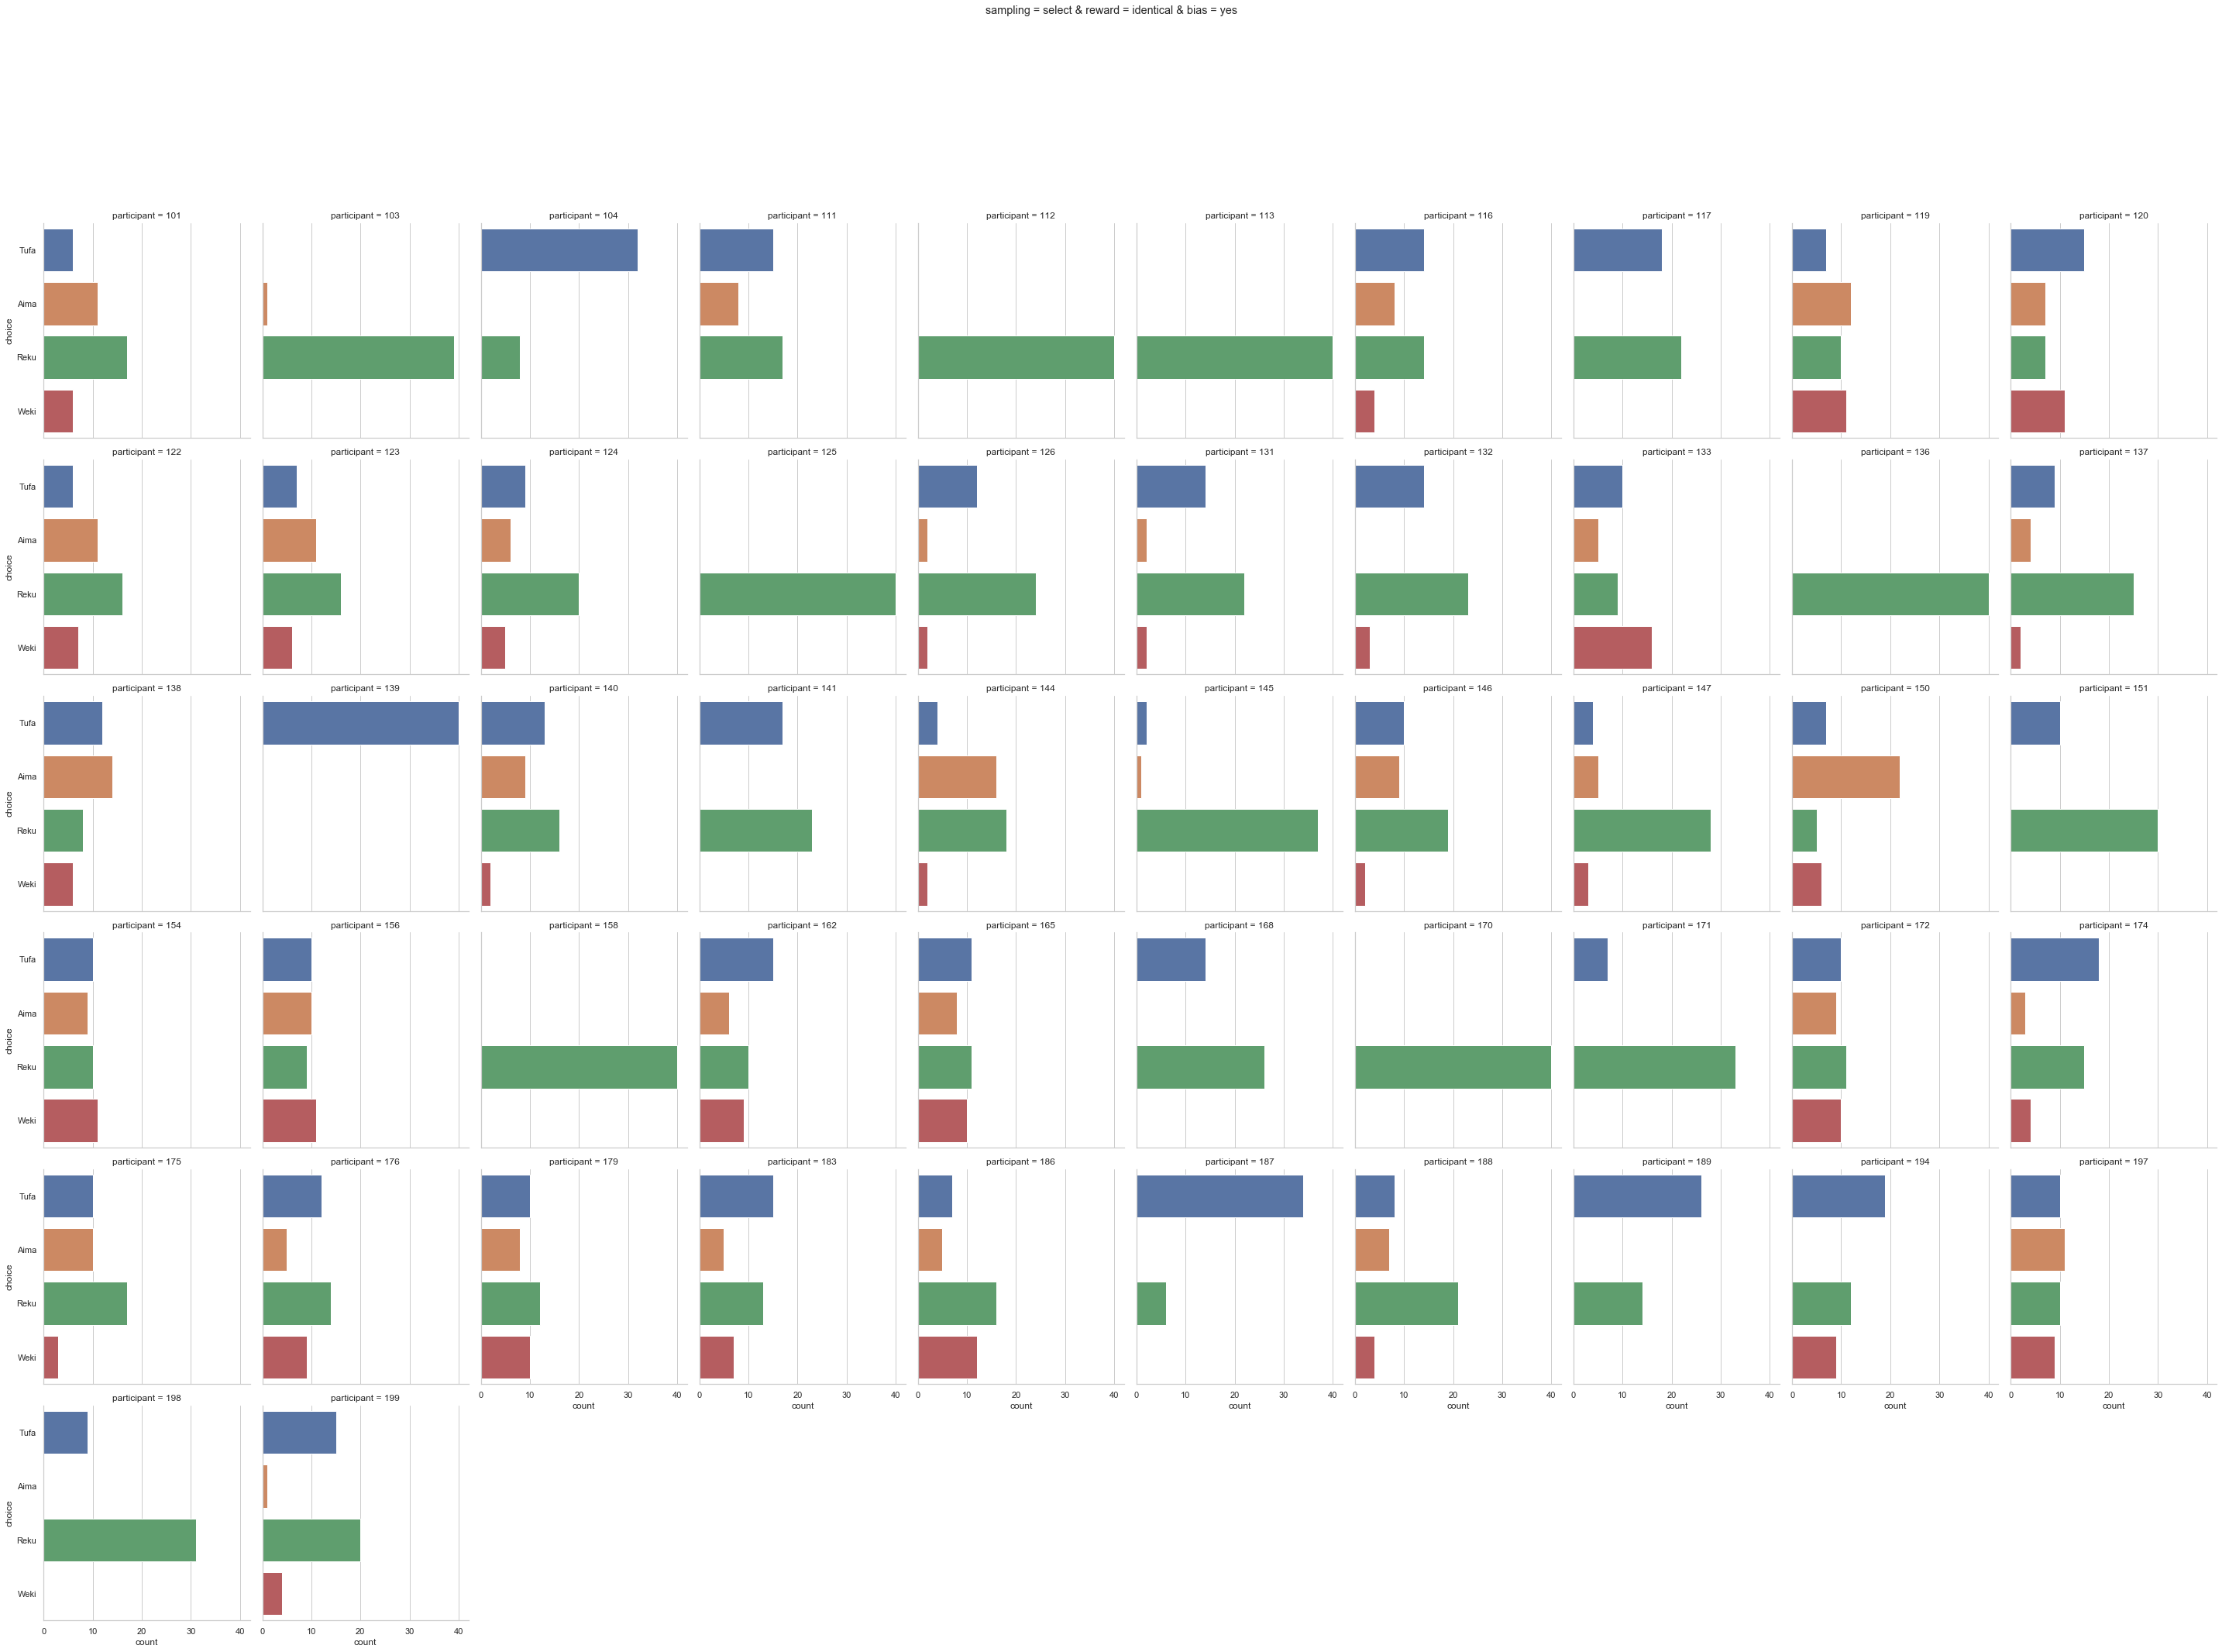 sampling = select & reward = identical & bias = yes
participant = 101 participant = 103 participant = 104 participant = 111 participant = 112 participant = 113 participant = 116 participant = 117 participant = 119 participant = 120
Tufa
Aima
choice
Reku
Weki
participant = 122 participant = 123 participant = 124 participant = 125 participant = 126 participant = 131 participant = 132 participant = 133 participant = 136 participant = 137
Tufa
Aima
choice
Reku
Weki
participant = 138 participant = 139 participant = 140 participant = 141 participant = 144 participant = 145 participant = 146 participant = 147 participant = 150 participant = 151
Tufa
Aima
choice
Reku
Weki
participant = 154 participant = 156 participant = 158 participant = 162 participant = 165 participant = 168 participant = 170 participant = 171 participant = 172 participant = 174
Tufa
Aima
choice
Reku
Weki
participant = 175 participant = 176 participant = 179 participant = 183 participant = 186 participant = 187 participant = 188 participant = 189 participant = 194 participant = 197
Tufa
Aima
choice
Reku
Weki
0 10 20 30 40 0 10 20 30 40 0 10 20 30 40 0 10 20 30 40 0 10 20 30 40 0 10 20 30 40 0 10 20 30 40 0 10 20 30 40
count count count count count count count count
participant = 198 participant = 199
Tufa
Aima
choice
Reku
Weki
0 10 20 30 40 0 10 20 30 40
count count